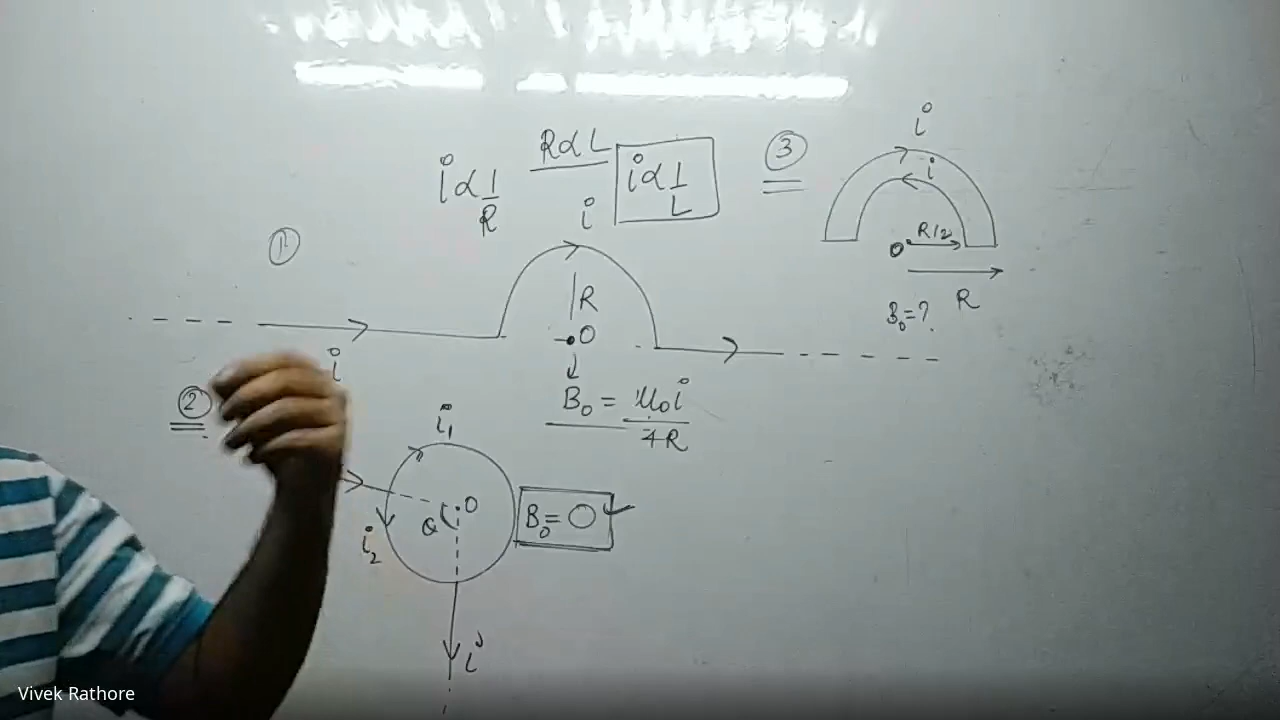 R∝L
i∝1/R
i∝1/L
③
i
i
R/2
O
R
B₀=?
①
i
R
O
i
B₀ = μ₀i/4R
②
i₁
O
θ
i₂
B₀= O
i
Vivek Rathore